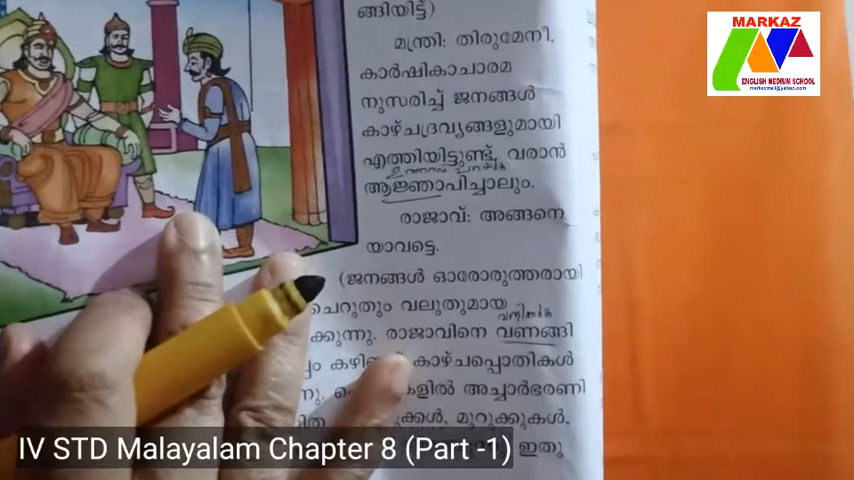 ങ്ങിയിട്ട്)
മന്ത്രി: തിരുമേനീ.
കാർഷികാചാരമ
നുസരിച്ച് ജനങ്ങൾ
കാഴ്ചദ്രവ്യങ്ങളുമായി
എത്തിയിട്ടുണ്ട്. വരാൻ
ആജ്ഞാപിച്ചാലും.
രാജാവ്: അങ്ങനെ
യാവട്ടെ.
(ജനങ്ങൾ ഓരോരുത്തരായി
ചെറുതും വലുതുമായ
ക്കുന്നു. രാജാവിനെ വണങ്ങി
കാഴ്ചപ്പൊതികൾ
കളിൽ അച്ചാർഭരണി
ക്കൾ, മുറുക്കുകൾ,
ഇതു
MARKAZ
ENGLISH MEDIUM SCHOOL
IV STD Malayalam Chapter 8 (Part -1)